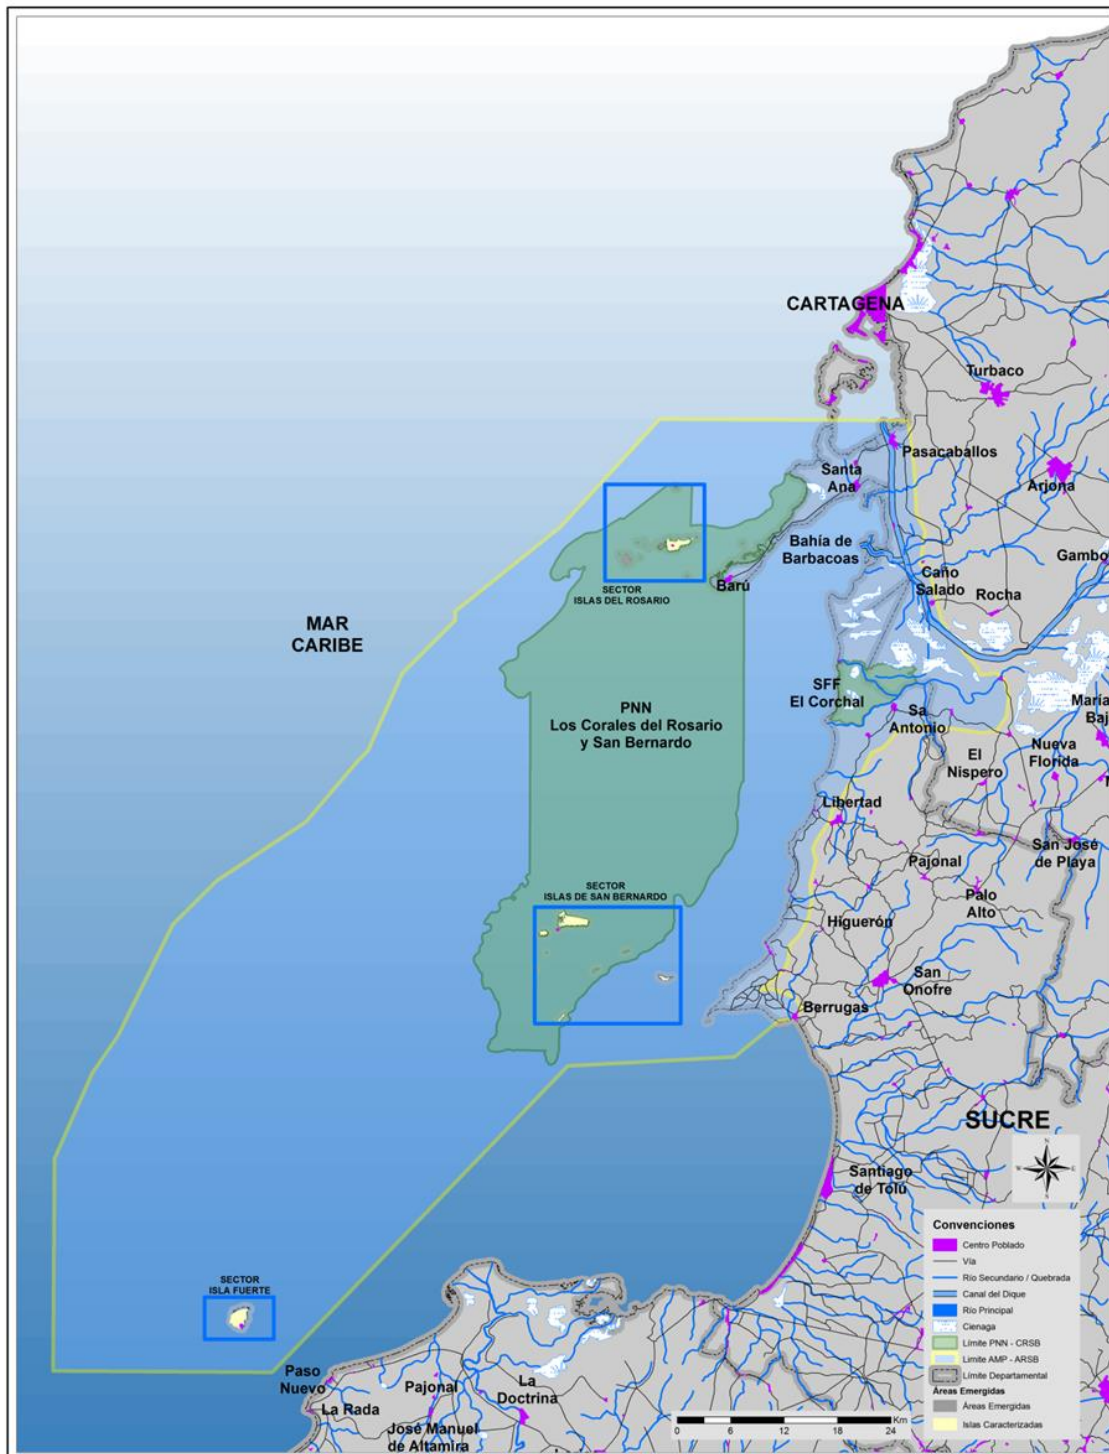 CARTAGENA
Turbaco
Pasacaballos
Santa
Ana
Arjona
Bahía de
Barbacoas
Caño
Salado
Rocha
Barú
SECTOR
ISLAS DEL ROSARIO
MAR
CARIBE
PNN
Los Corales del Rosario
y San Bernardo
SFF
El Corchal
Sa
Antonio
El
Nispero
Nueva
Florida
María
Libertad
San José
de Playa
Pajonal
Palo
Alto
SECTOR
ISLAS DE SAN BERNARDO
Higuerón
San
Onofre
Berrugas
SUCRE
Santiago
de Tolú
SECTOR
ISLA FUERTE
Paso
Nuevo
La Rada
Pajonal
La
Doctrina
José Manuel
de Altamira
N
W
E
S
Convenciones
Centro Poblado
Vía
Río Secundario / Quebrada
Canal del Dique
Río Principal
Cienaga
Límite PNN - CRSB
Limite AMP - ARSB
Límite Departamental
Áreas Emergidas
Áreas Emergidas
Islas Caracterizadas
Km
0 6 12 24